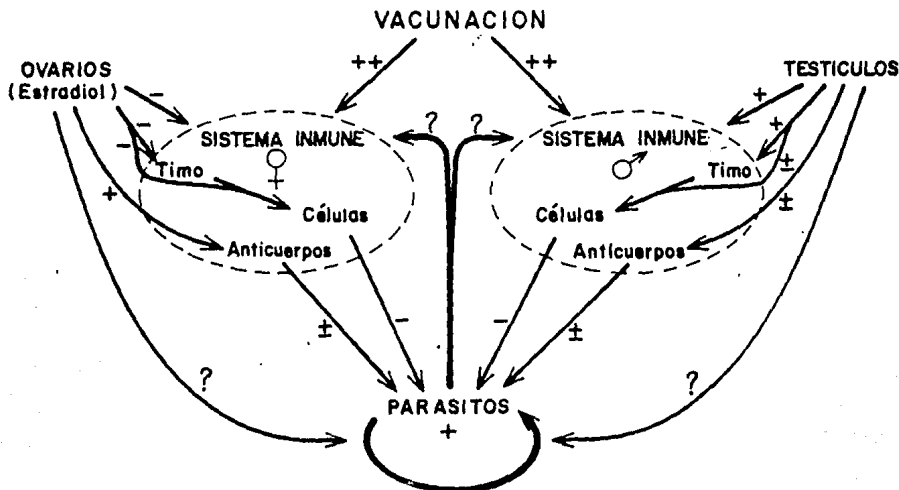 VACUNACION
++
++
OVARIOS
(Estradiol)
TESTICULOS
-
+
?
?
SISTEMA INMUNE
♀
SISTEMA INMUNE
♂
-
-
+
±
Timo
Timo
+
±
Células
Células
Anticuerpos
Anticuerpos
±
-
-
±
?
?
PARASITOS
+